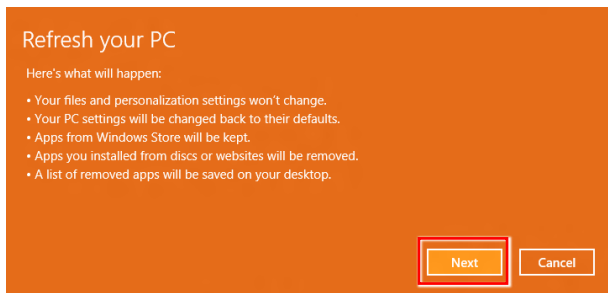 Refresh your PC
Here's what will happen:
• Your files and personalization settings won't change.
• Your PC settings will be changed back to their defaults.
• Apps from Windows Store will be kept.
• Apps you installed from discs or websites will be removed.
• A list of removed apps will be saved on your desktop.
Next Cancel